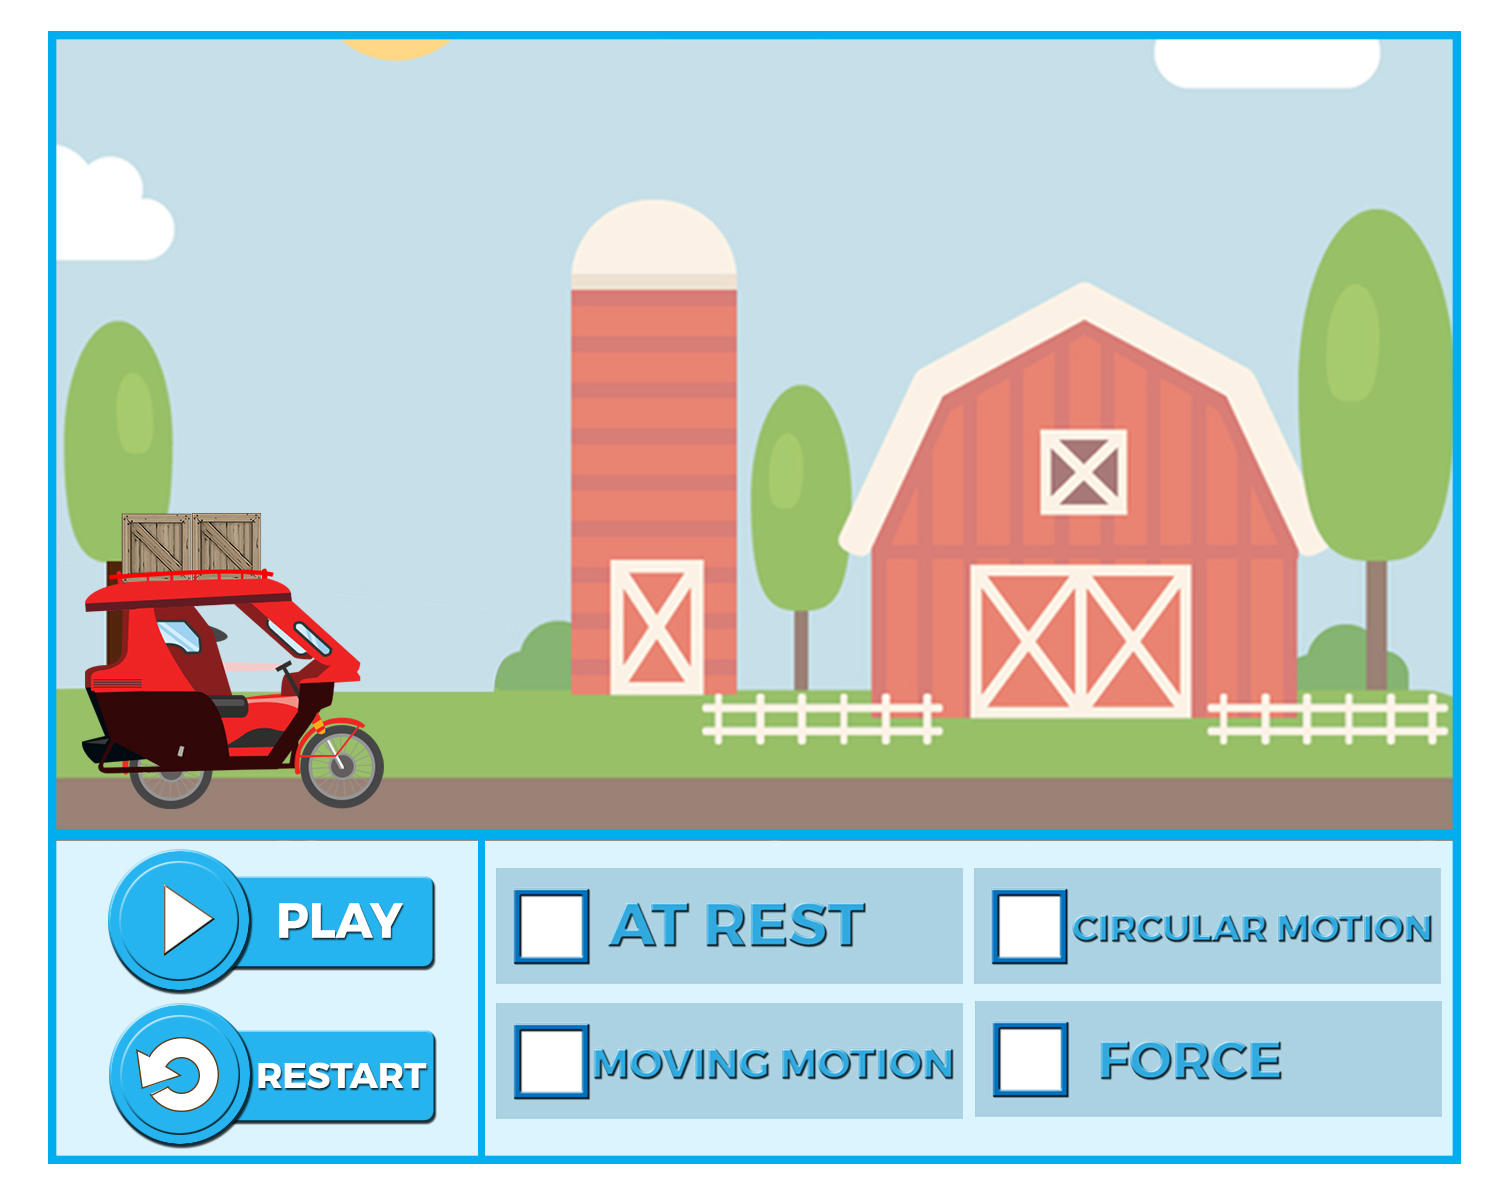 PLAY
RESTART
AT REST
CIRCULAR MOTION
MOVING MOTION
FORCE